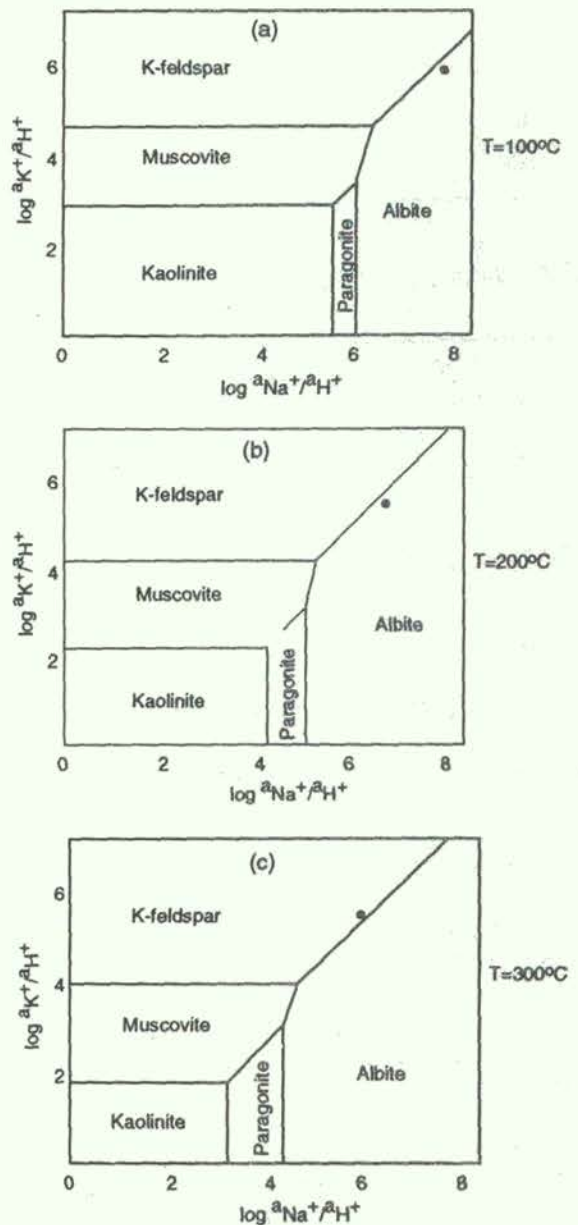 (a)
6
K-feldspar
log aK+/aH+
4
Muscovite
T=100ºC
2
Kaolinite
Paragonite
Albite
0
4
6
8
log aNa+/aH+
(b)
6
K-feldspar
log aK+/aH+
4
T=200ºC
Muscovite
2
Kaolinite
Paragonite
Albite
0
2
4
6
8
log aNa+/aH+
(c)
6
K-feldspar
log aK+/aH+
T=300ºC
4
Muscovite
2
Kaolinite
Paragonite
Albite
0
2
4
6
8
log aNa+/aH+